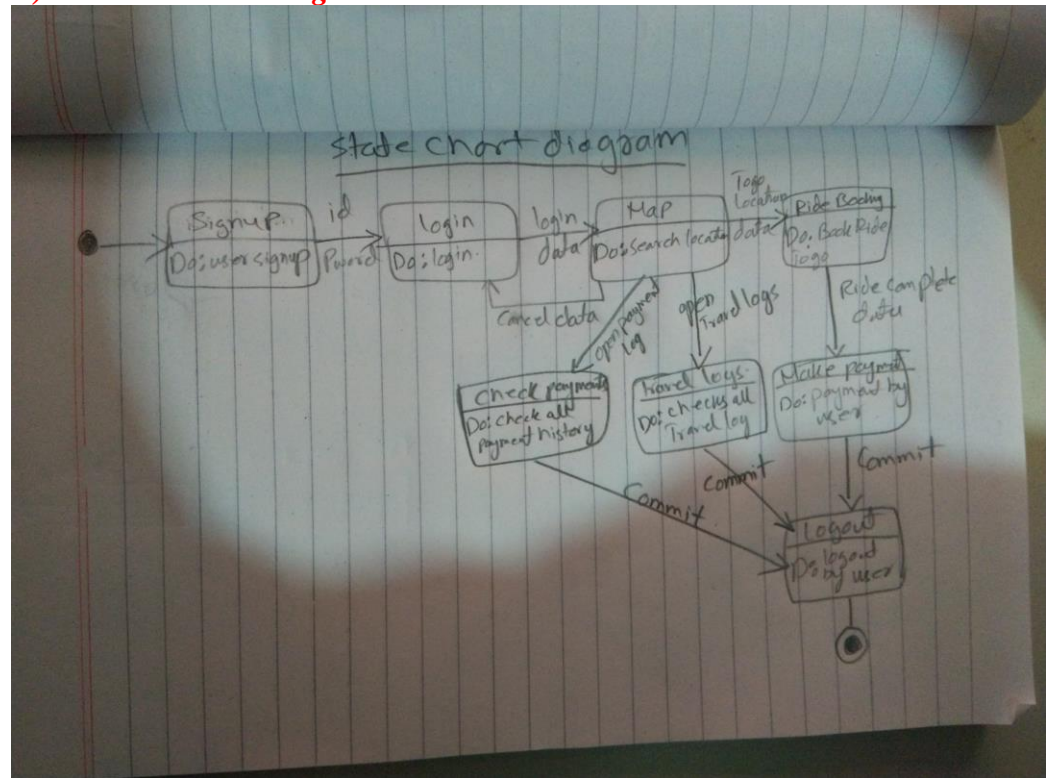 state chart diagram
Signup
Do: user signup
id
login
Do: login.
login
data
Map
Do: search locatio
Togo
Location
data
Ride Booking
Do: Book Ride
Togo
Cancel data
open payment
log
open
Travel logs
Ride complete
data
check payments
Do: check all
payment history
Travel logs.
Do: checks all
Travel log
Make payment
Do: payment by
user
Commit
Commit
Commit
Logout
Do: logout
by user